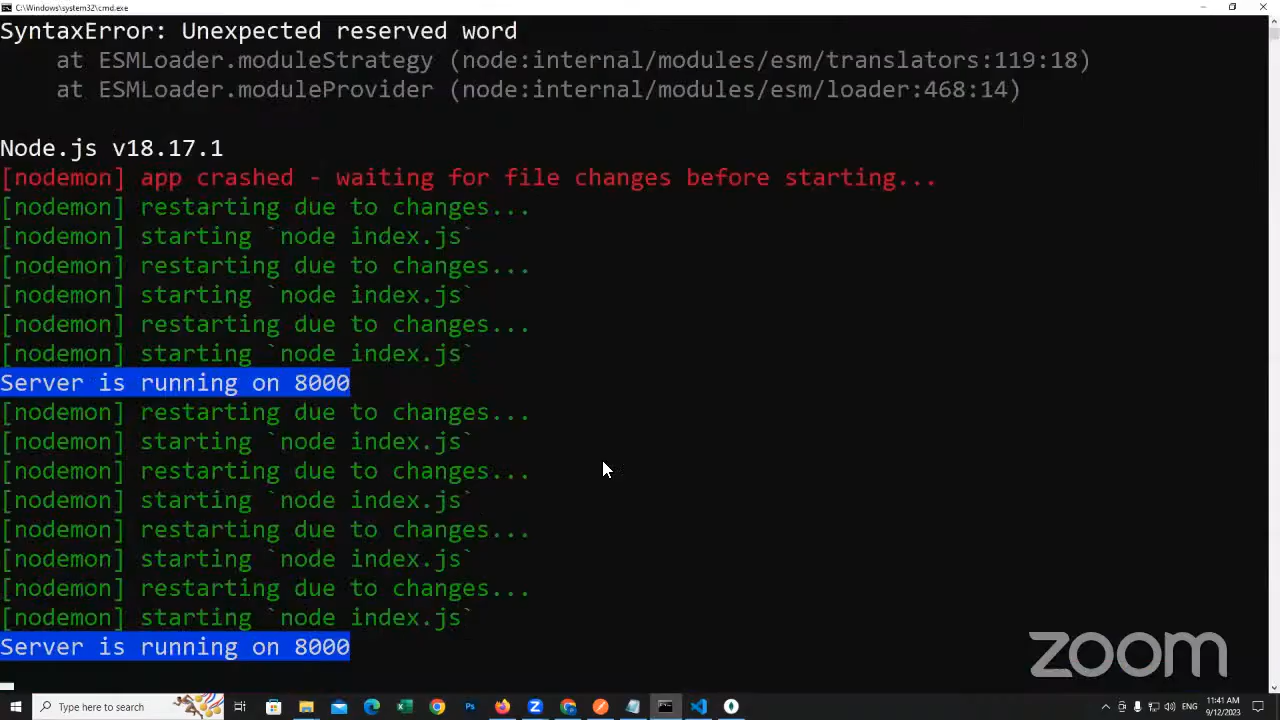 C:\Windows\system32\cmd.exe
SyntaxError: Unexpected reserved word
at ESMLoader.moduleStrategy (node:internal/modules/esm/translators:119:18)
at ESMLoader.moduleProvider (node:internal/modules/esm/loader:468:14)
Node.js v18.17.1
[nodemon] app crashed - waiting for file changes before starting...
[nodemon] restarting due to changes...
[nodemon] starting `node index.js`
[nodemon] restarting due to changes...
[nodemon] starting `node index.js`
[nodemon] restarting due to changes...
[nodemon] starting `node index.js`
Server is running on 8000
[nodemon] restarting due to changes...
[nodemon] starting `node index.js`
[nodemon] restarting due to changes...
[nodemon] starting `node index.js`
[nodemon] restarting due to changes...
[nodemon] starting `node index.js`
[nodemon] restarting due to changes...
[nodemon] starting `node index.js`
Server is running on 8000
zoom
Type here to search
ENG
11:41 AM
9/12/2023